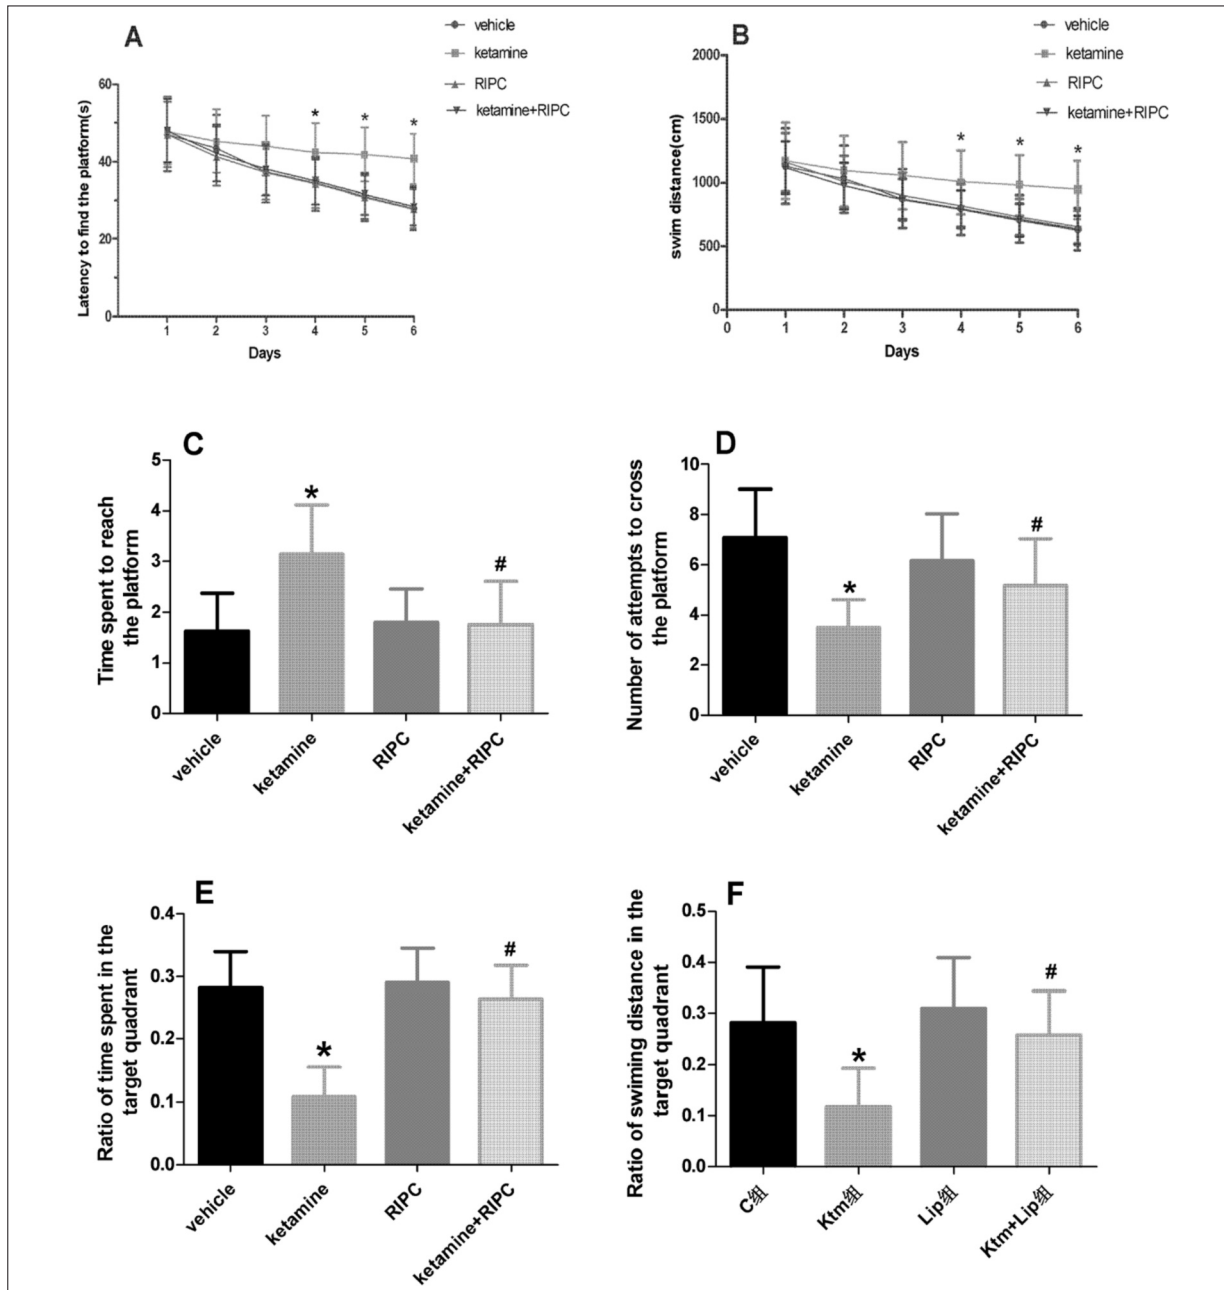 A
vehicle
ketamine
RIPC
ketamine+RIPC
Latency to find the platform(s)
60
40
20
0
* * *
1 2 3 4 5 6
Days
B
vehicle
ketamine
RIPC
ketamine+RIPC
swim distance(cm)
2000
1500
1000
500
0
* * *
0 1 2 3 4 5 6
Days
C
Time spent to reach
the platform
5
4
3
2
1
0
*
#
vehicle
ketamine
RIPC
ketamine+RIPC
D
Number of attempts to cross
the platform
10
8
6
4
2
0
*
#
vehicle
ketamine
RIPC
ketamine+RIPC
E
Ratio of time spent in the
target quadrant
0.4
0.3
0.2
0.1
0.0
*
#
vehicle
ketamine
RIPC
ketamine+RIPC
F
Ratio of swiming distance in the
target quadrant
0.5
0.4
0.3
0.2
0.1
0.0
*
#
C组
Ktm组
Lip组
Ktm+Lip组